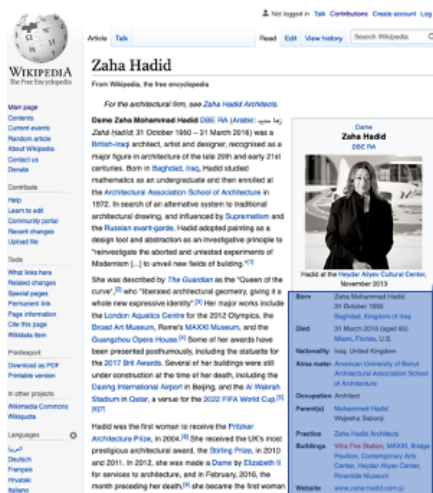 Not logged in Talk Contributions Create account Log
Article Talk
Read Edit View history
Search Wikipedia
WIKIPEDIA
The Free Encyclopedia
Main page
Contents
Current events
Random article
About Wikipedia
Contact us
Donate
Contribute
Help
Learn to edit
Community portal
Recent changes
Upload file
Tools
What links here
Related changes
Special pages
Permanent link
Page information
Cite this page
Wikidata item
Print/export
Download as PDF
Printable version
In other projects
Wikimedia Commons
Wikiquote
Languages
العربية
Deutsch
Français
Hrvatski
Italiano
Zaha Hadid
From Wikipedia, the free encyclopedia
For the architectural film, see Zaha Hadid Architects.
Dame Zaha Mohammad Hadid DBE RA (Arabic:
Zahā Ḥadīd; 31 October 1950 – 31 March 2016) was a
British-Iraqi architect, artist and designer, recognised as a
major figure in architecture of the late 20th and early 21st
centuries. Born in Baghdad, Iraq, Hadid studied
mathematics as an undergraduate and then enrolled at
the Architectural Association School of Architecture in
1972. In search of an alternative system to traditional
architectural drawing, and influenced by Suprematism and
the Russian avant-garde, Hadid adopted painting as a
design tool and abstraction as an investigative principle to
"reinvestigate the aborted and untested experiments of
Modernism [...] to unveil new fields of building."[1]
She was described by The Guardian as the "Queen of the
curve",[2] who "liberated architectural geometry, giving it a
whole new expressive identity".[3] Her major works include
the London Aquatics Centre for the 2012 Olympics, the
Broad Art Museum, Rome's MAXXI Museum, and the
Guangzhou Opera House.[4] Some of her awards have
been presented posthumously, including the statuette for
the 2017 Brit Awards. Several of her buildings were still
under construction at the time of her death, including the
Daxing International Airport in Beijing, and the Al Wakrah
Stadium in Qatar, a venue for the 2022 FIFA World Cup.[5]
[6][7]
Hadid was the first woman to receive the Pritzker
Architecture Prize, in 2004.[8] She received the UK's most
prestigious architectural award, the Stirling Prize, in 2010
and 2011. In 2012, she was made a Dame by Elizabeth II
for services to architecture, and in February 2016, the
month preceding her death,[9] she became the first woman
Dame
Zaha Hadid
DBE RA
Hadid at the Heydar Aliyev Cultural Center,
November 2013
Born Zaha Mohammad Hadid
31 October 1950
Baghdad, Kingdom of Iraq
Died 31 March 2016 (aged 65)
Miami, Florida, U.S.
Nationality Iraq, United Kingdom
Alma mater American University of Beirut
Architectural Association School
of Architecture
Occupation Architect
Parent(s) Mohammed Hadid
Wajeeha Sabonji
Practice Zaha Hadid Architects
Buildings Vitra Fire Station, MAXXI, Bridge
Pavilion, Contemporary Arts
Center, Heydar Aliyev Center,
Riverside Museum
Website www.zaha-hadid.com